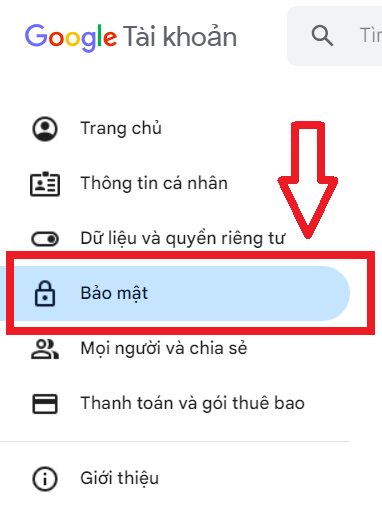 Google Tài khoản
Tìn
Trang chủ
Thông tin cá nhân
Dữ liệu và quyền riêng tư
Bảo mật
Mọi người và chia sẻ
Thanh toán và gói thuê bao
Giới thiệu